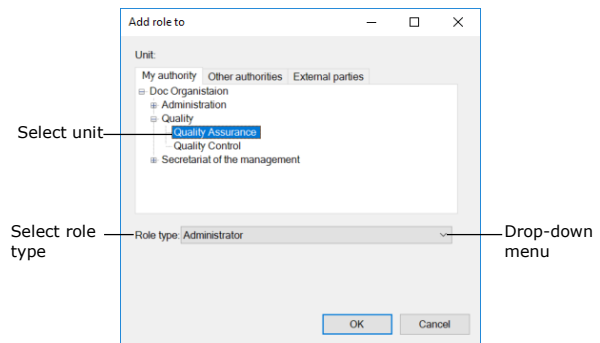 Add role to
Unit:
My authority Other authorities External parties
Doc Organistaion
Administration
Quality
Select unit
Quality Assurance
Quality Control
Secretariat of the management
Select role
type
Role type: Administrator
Drop-down
menu
OK Cancel